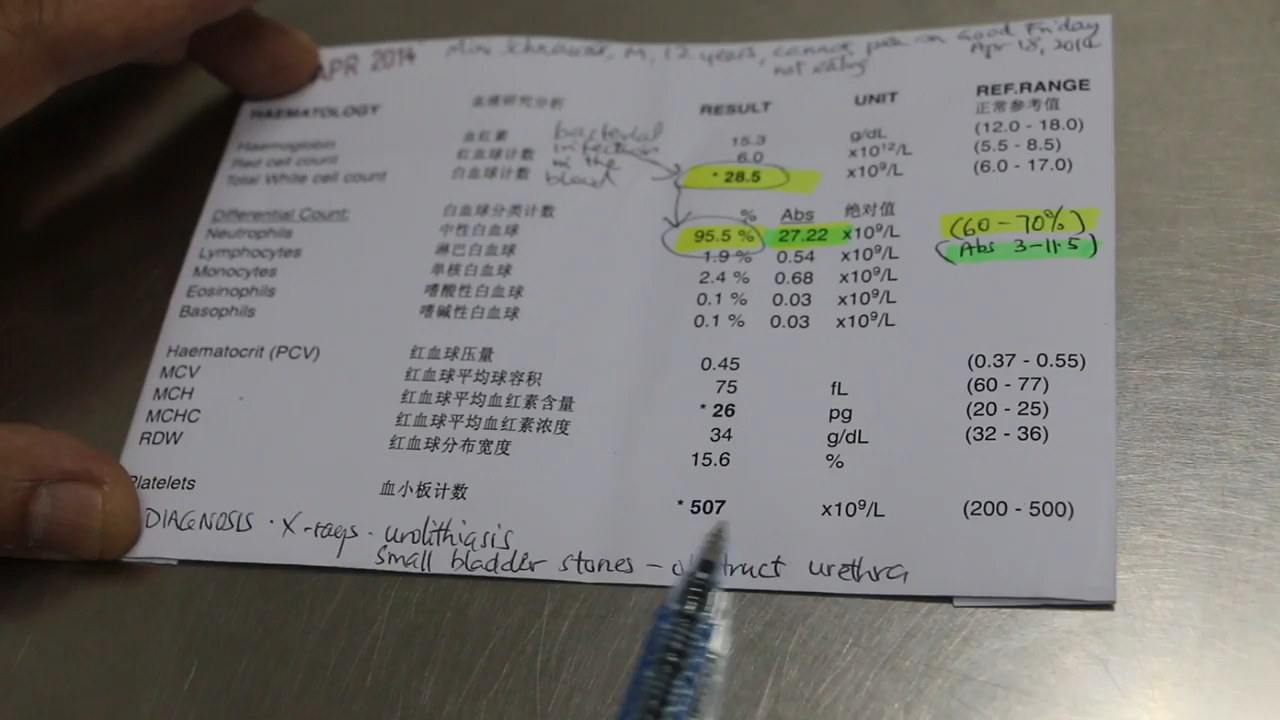 APR 2014 Mini Schnauzer, M, 12 years, cannot pee on Good Friday
not eating Apr 18, 2014
HAEMATOLOGY 血液研究分析 RESULT UNIT REF.RANGE
正常参考值
Haemoglobin 血红素 15.3 g/dL (12.0 - 18.0)
Red cell count 红血球计数 6.0 x10¹²/L (5.5 - 8.5)
Total White cell count 白血球计数 * 28.5 x10⁹/L (6.0 - 17.0)
bacterial
infection
in the
blood
Differential Count: 白血球分类计数 % Abs 绝对值
Neutrophils 中性白血球 95.5 % 27.22 x10⁹/L (60 - 70%)
Lymphocytes 淋巴白血球 1.9 % 0.54 x10⁹/L (Abs 3-11.5)
Monocytes 单核白血球 2.4 % 0.68 x10⁹/L
Eosinophils 嗜酸性白血球 0.1 % 0.03 x10⁹/L
Basophils 嗜碱性白血球 0.1 % 0.03 x10⁹/L
Haematocrit (PCV) 红血球压量 0.45 (0.37 - 0.55)
MCV 红血球平均球容积 75 fL (60 - 77)
MCH 红血球平均血红素含量 * 26 pg (20 - 25)
MCHC 红血球平均血红素浓度 34 g/dL (32 - 36)
RDW 红血球分布宽度 15.6 %
Platelets 血小板计数 * 507 x10⁹/L (200 - 500)
DIAGNOSIS · X-rays · urolithiasis
small bladder stones - obstruct urethra